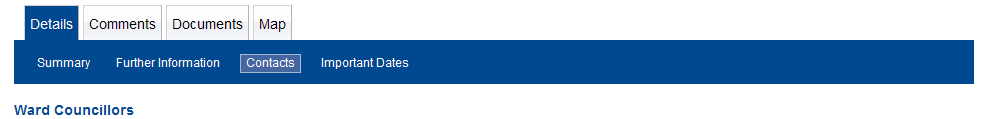 Details Comments Documents Map
Summary Further Information Contacts Important Dates
Ward Councillors